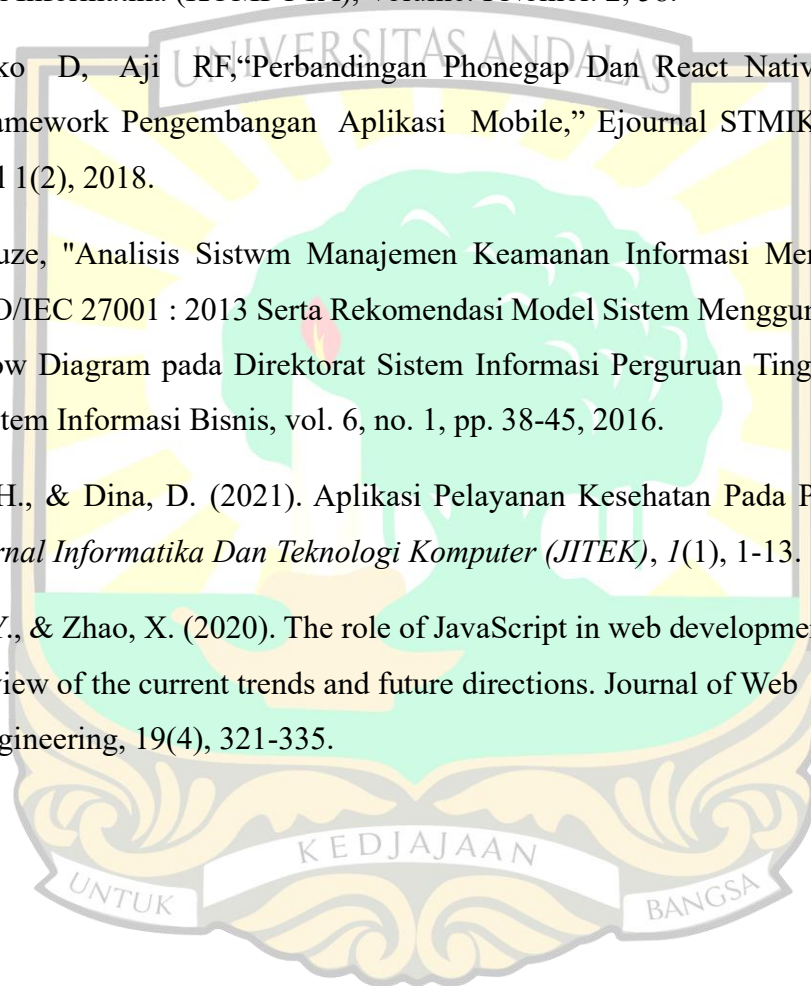 UNIVERSITAS ANDALAS
ko D, Aji RF,“Perbandingan Phonegap Dan React Nativ
amework Pengembangan Aplikasi Mobile,” Ejournal STMIK
l 1(2), 2018.
uze, "Analisis Sistwm Manajemen Keamanan Informasi Mer
O/IEC 27001 : 2013 Serta Rekomendasi Model Sistem Menggun
ow Diagram pada Direktorat Sistem Informasi Perguruan Ting
stem Informasi Bisnis, vol. 6, no. 1, pp. 38-45, 2016.
H., & Dina, D. (2021). Aplikasi Pelayanan Kesehatan Pada P
rnal Informatika Dan Teknologi Komputer (JITEK), 1(1), 1-13.
Y., & Zhao, X. (2020). The role of JavaScript in web developmen
view of the current trends and future directions. Journal of Web
gineering, 19(4), 321-335.
KEDJAJAAN
UNTUK BANGSA